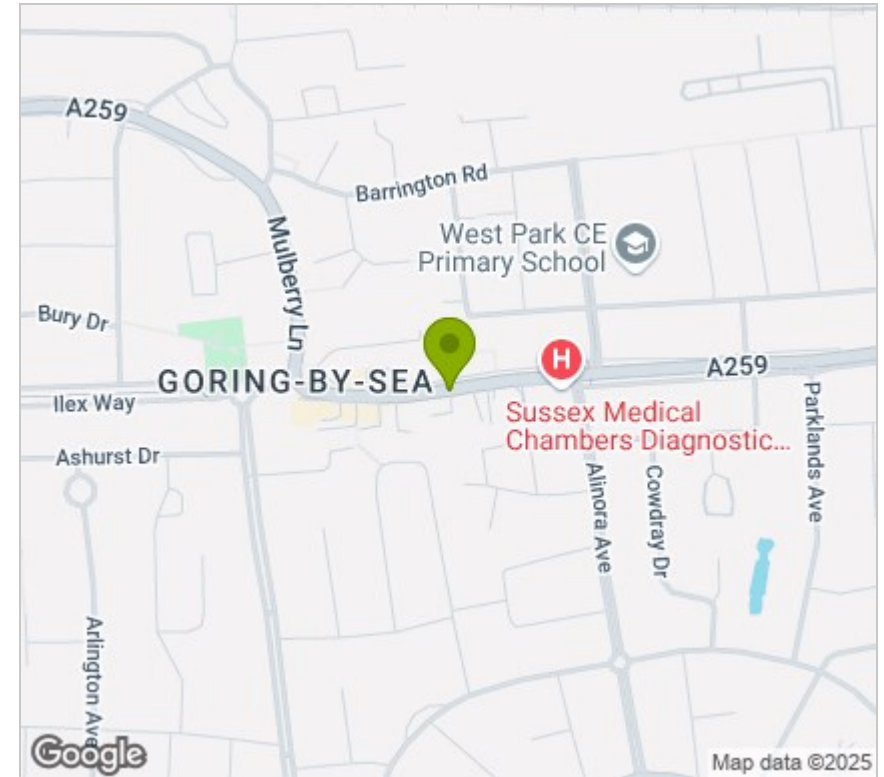 A259
Barrington Rd
West Park CE
Primary School
Mulberry Ln
Bury Dr
GORING-BY-SEA
H
A259
Ilex Way
Sussex Medical
Chambers Diagnostic...
Ashurst Dr
Parklands Ave
Alinora Ave
Cowdray Dr
Arlington Ave
Google
Map data ©2025